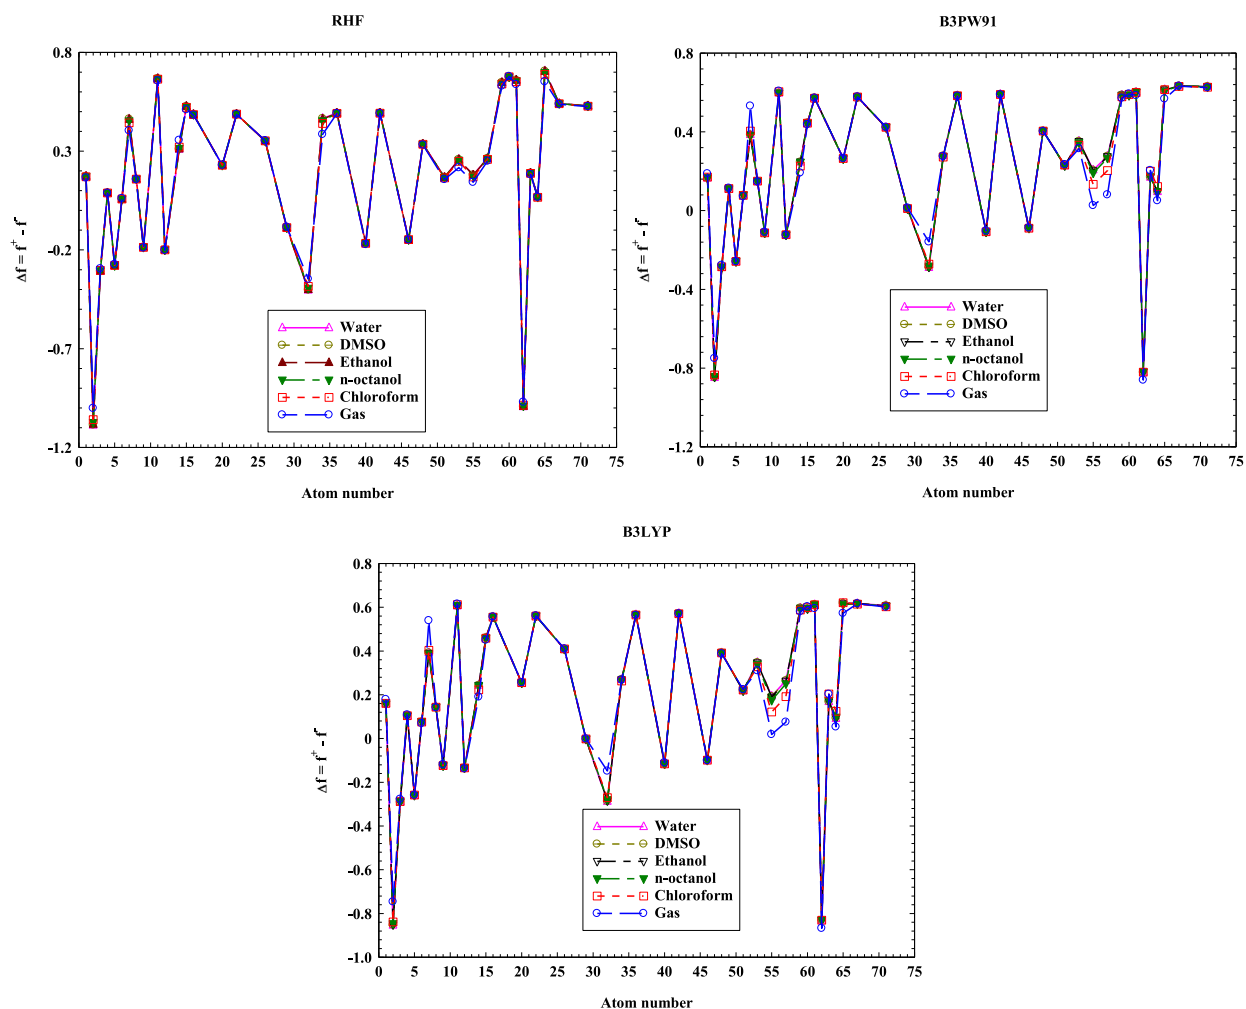 RHF
0.8
0.3
-0.2
-0.7
-1.2
Δf = f+ - f-
0 5 10 15 20 25 30 35 40 45 50 55 60 65 70 75
Atom number
Water
DMSO
Ethanol
n-octanol
Chloroform
Gas
B3PW91
0.8
0.4
0
-0.4
-0.8
-1.2
Δf = f+ - f-
0 5 10 15 20 25 30 35 40 45 50 55 60 65 70 75
Atom number
Water
DMSO
Ethanol
n-octanol
Chloroform
Gas
B3LYP
0.8
0.6
0.4
0.2
0
-0.2
-0.4
-0.6
-0.8
-1.0
Δf = f+ - f-
0 5 10 15 20 25 30 35 40 45 50 55 60 65 70 75
Atom number
Water
DMSO
Ethanol
n-octanol
Chloroform
Gas